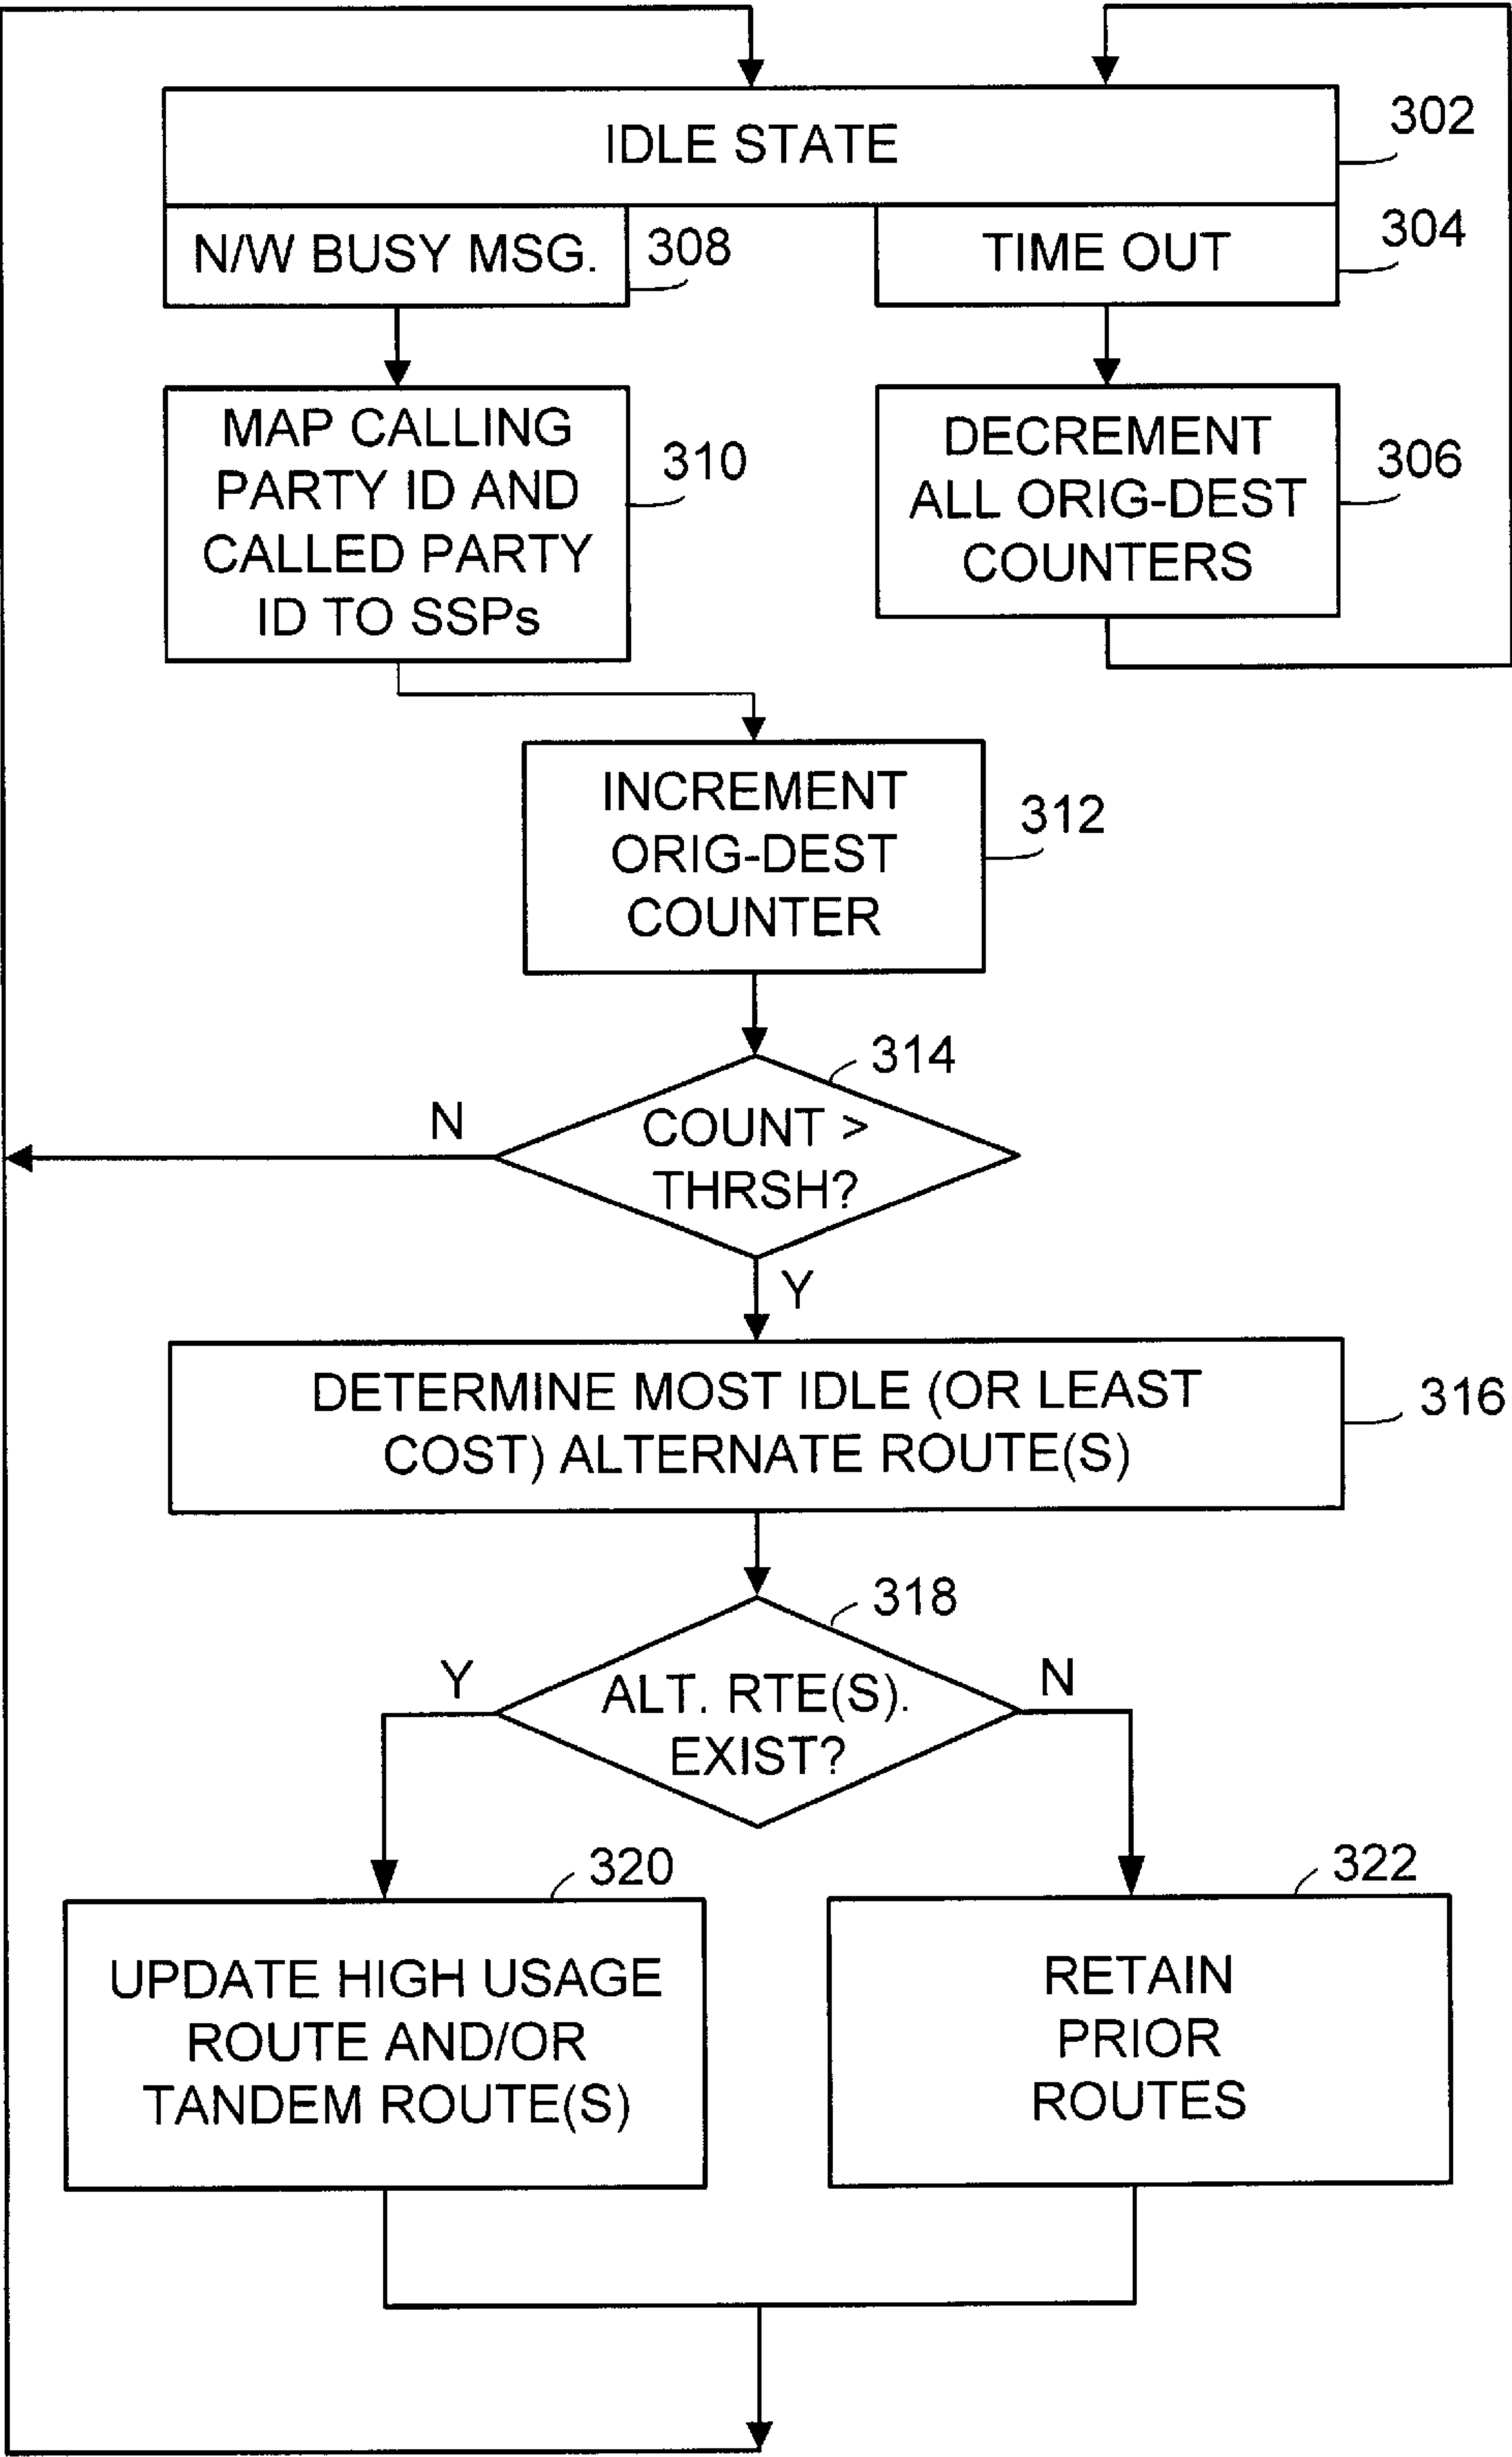 IDLE STATE
302
N/W BUSY MSG.
308
TIME OUT
304
MAP CALLING
PARTY ID AND
CALLED PARTY
ID TO SSPs
310
DECREMENT
ALL ORIG-DEST
COUNTERS
306
INCREMENT
ORIG-DEST
COUNTER
312
314
COUNT >
THRSH?
N
Y
DETERMINE MOST IDLE (OR LEAST
COST) ALTERNATE ROUTE(S)
316
318
ALT. RTE(S).
EXIST?
Y
N
320
UPDATE HIGH USAGE
ROUTE AND/OR
TANDEM ROUTE(S)
322
RETAIN
PRIOR
ROUTES